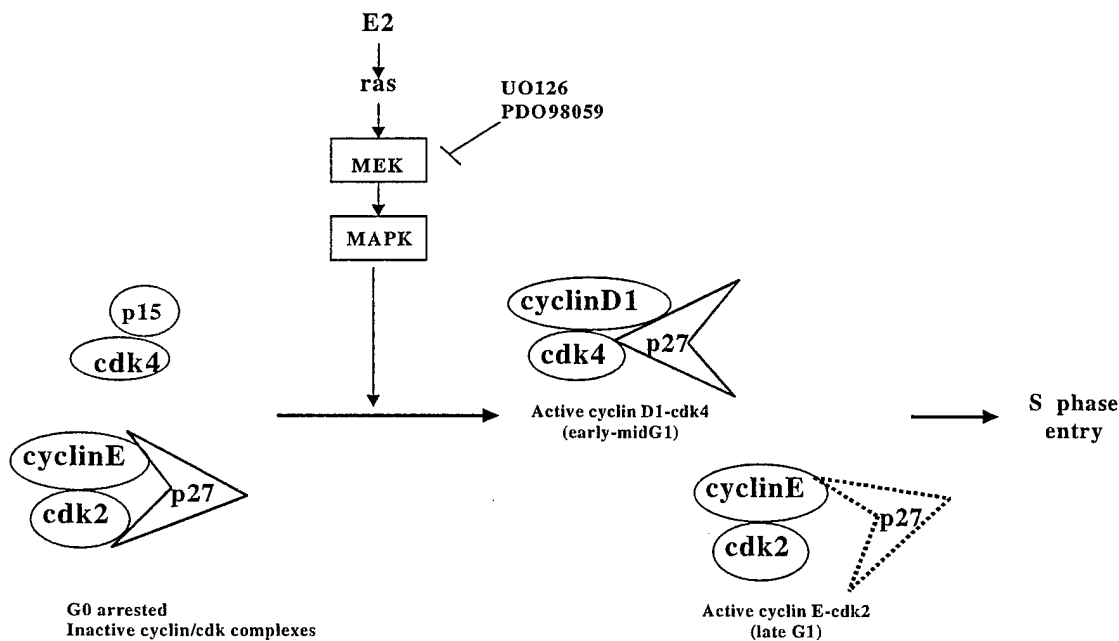 E2
ras
UO126
PDO98059
MEK
MAPK
p15
cdk4
cyclinE
cdk2
p27
G0 arrested
Inactive cyclin/cdk complexes
cyclinD1
cdk4
p27
Active cyclin D1-cdk4
(early-midG1)
cyclinE
cdk2
p27
Active cyclin E-cdk2
(late G1)
S phase
entry